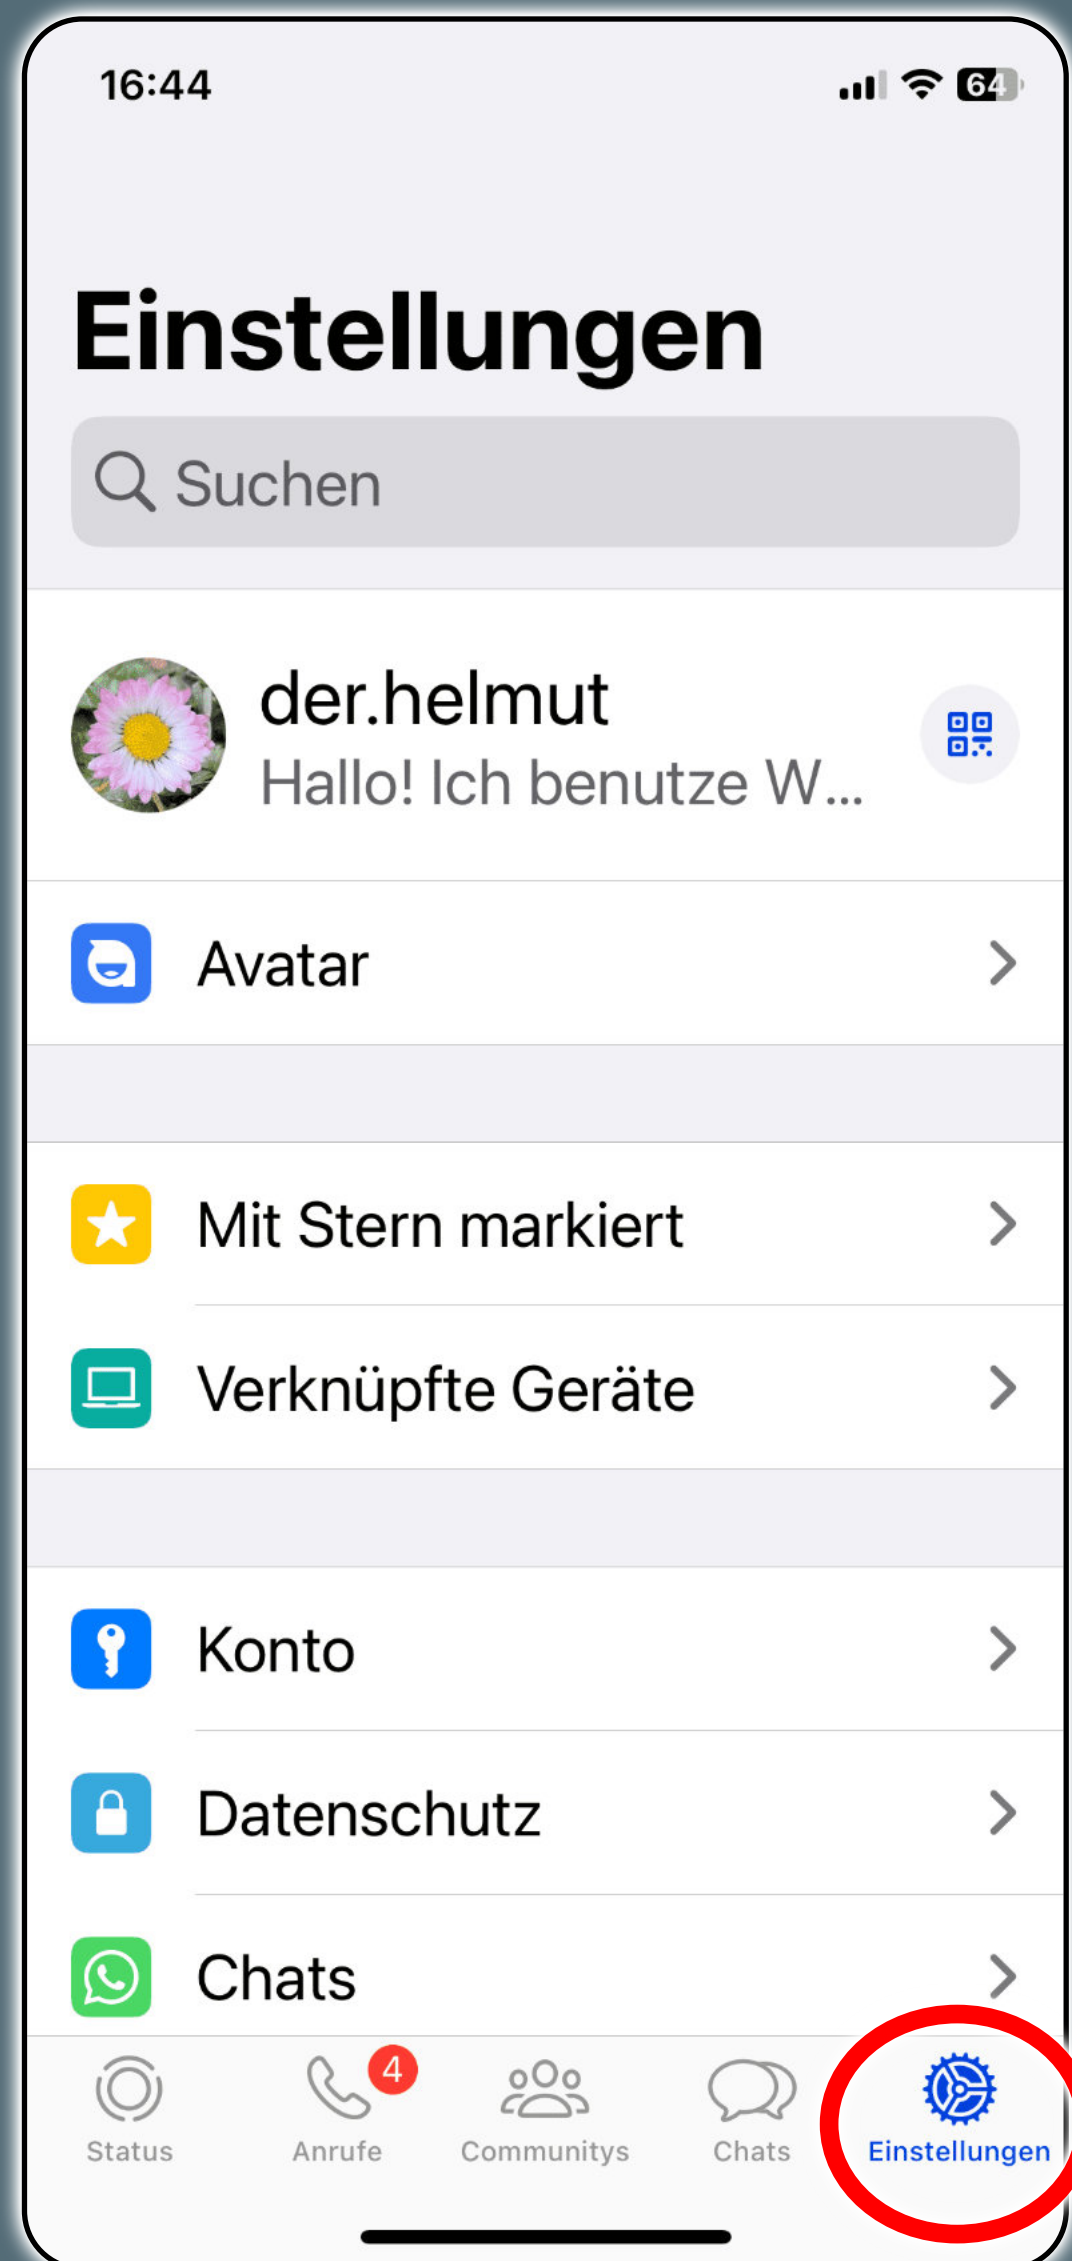 16:44
64
Einstellungen
Suchen
der.helmut
Hallo! Ich benutze W...
Avatar
Mit Stern markiert
Verknüpfte Geräte
Konto
Datenschutz
Chats
4
Status
Anrufe
Communitys
Chats
Einstellungen